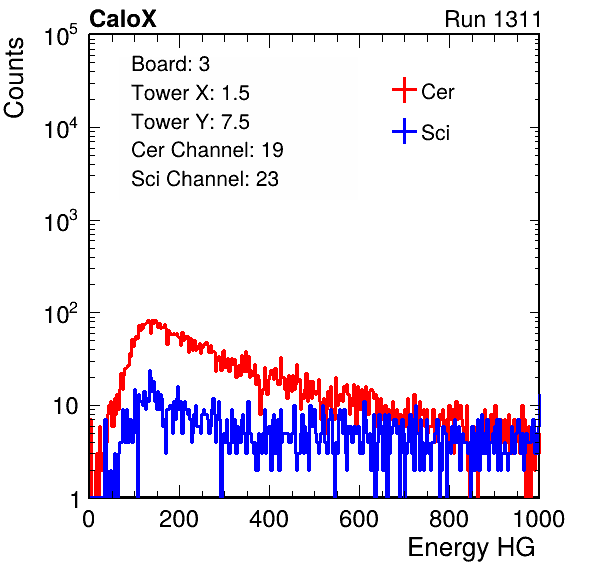 CaloX Run 1311
Counts
Board: 3
Tower X: 1.5
Tower Y: 7.5
Cer Channel: 19
Sci Channel: 23
Cer
Sci
10^5
10^4
10^3
10^2
10
1
0 200 400 600 800 1000
Energy HG